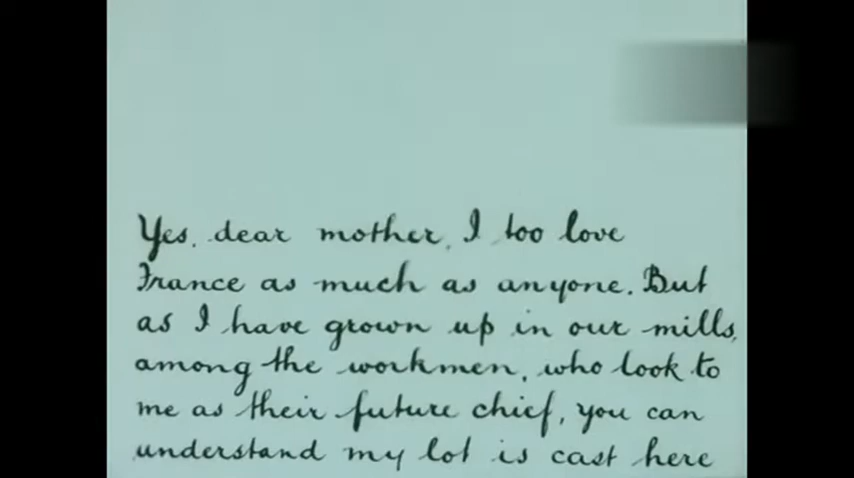 Yes, dear mother, I too love
France as much as anyone. But
as I have grown up in our mills,
among the workmen, who look to
me as their future chief, you can
understand my lot is cast here